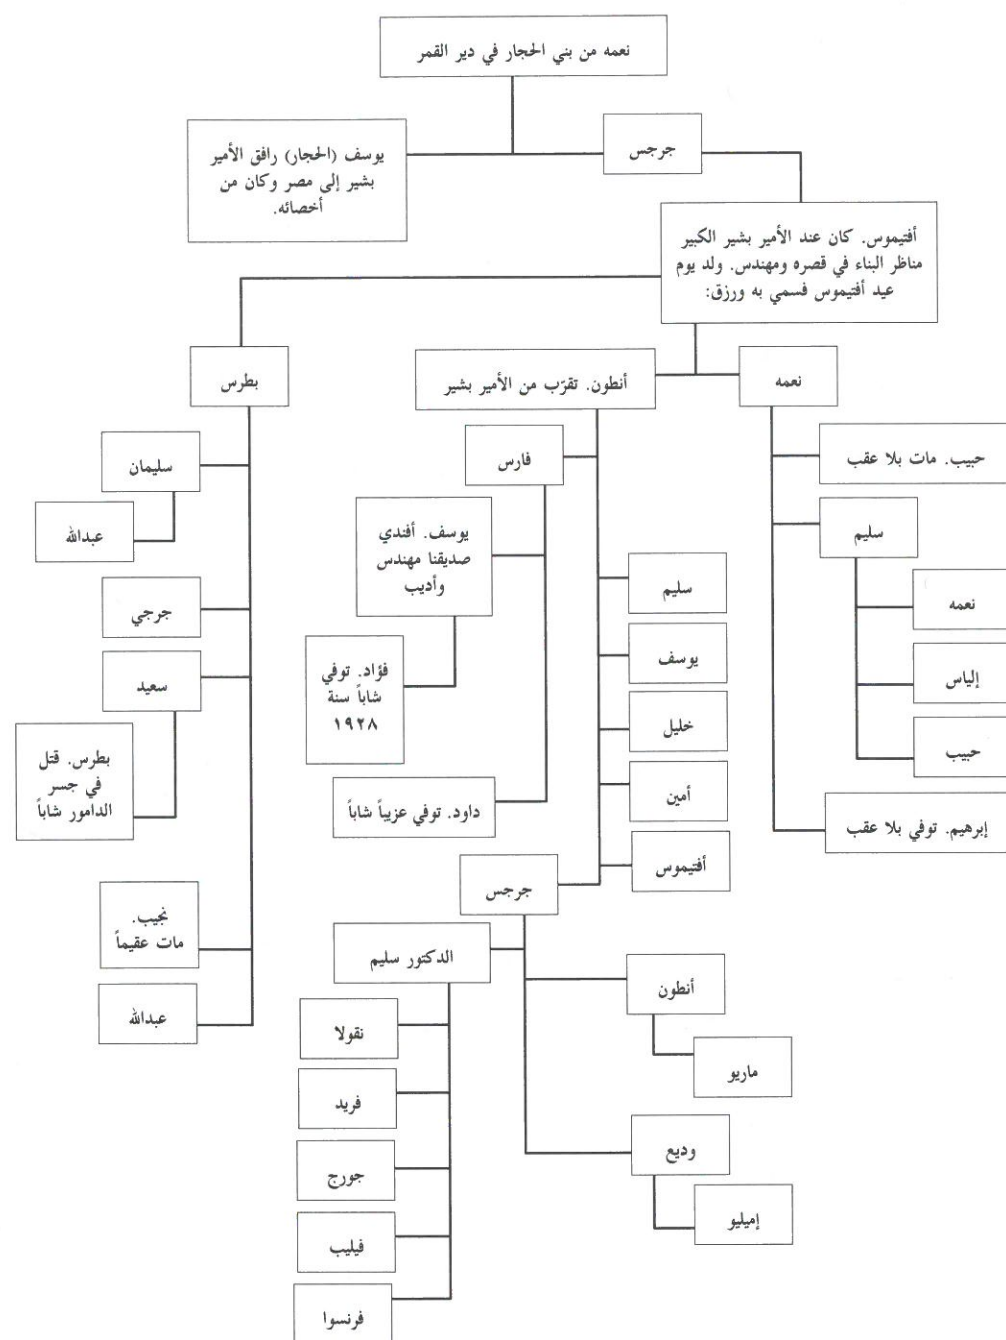 نعمه من بني الحجار في دير القمر
جرجس
يوسف (الحجار) رافق الأمير
بشير إلى مصر وكان من
أخصائه.
أفتيموس. كان عند الأمير بشير الكبير
مناظر البناء في قصره ومهندس. ولد يوم
عيد أفتيموس فسمي به ورزق:
نعمه
أنطون. تقرّب من الأمير بشير
بطرس
حبيب. مات بلا عقب
سليم
نعمه
إلياس
حبيب
إبرهيم. توفي بلا عقب
فارس
يوسف. أفندي
صديقنا مهندس
وأديب
فؤاد. توفي
شاباً سنة
١٩٢٨
داود. توفي عزيباً شاباً
سليم
يوسف
خليل
أمين
أفتيموس
جرجس
الدكتور سليم
نقولا
فريد
جورج
فيليب
فرنسوا
أنطون
ماريو
وديع
إميليو
سليمان
عبدالله
جرجي
سعيد
بطرس. قتل
في جسر
الدامور شاباً
نجيب.
مات عقيماً
عبدالله